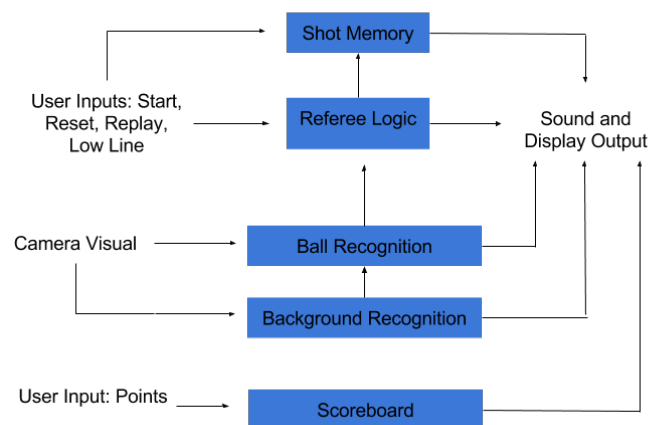 Shot Memory
User Inputs: Start,
Reset, Replay,
Low Line
Referee Logic
Sound and
Display Output
Camera Visual
Ball Recognition
Background Recognition
User Input: Points
Scoreboard